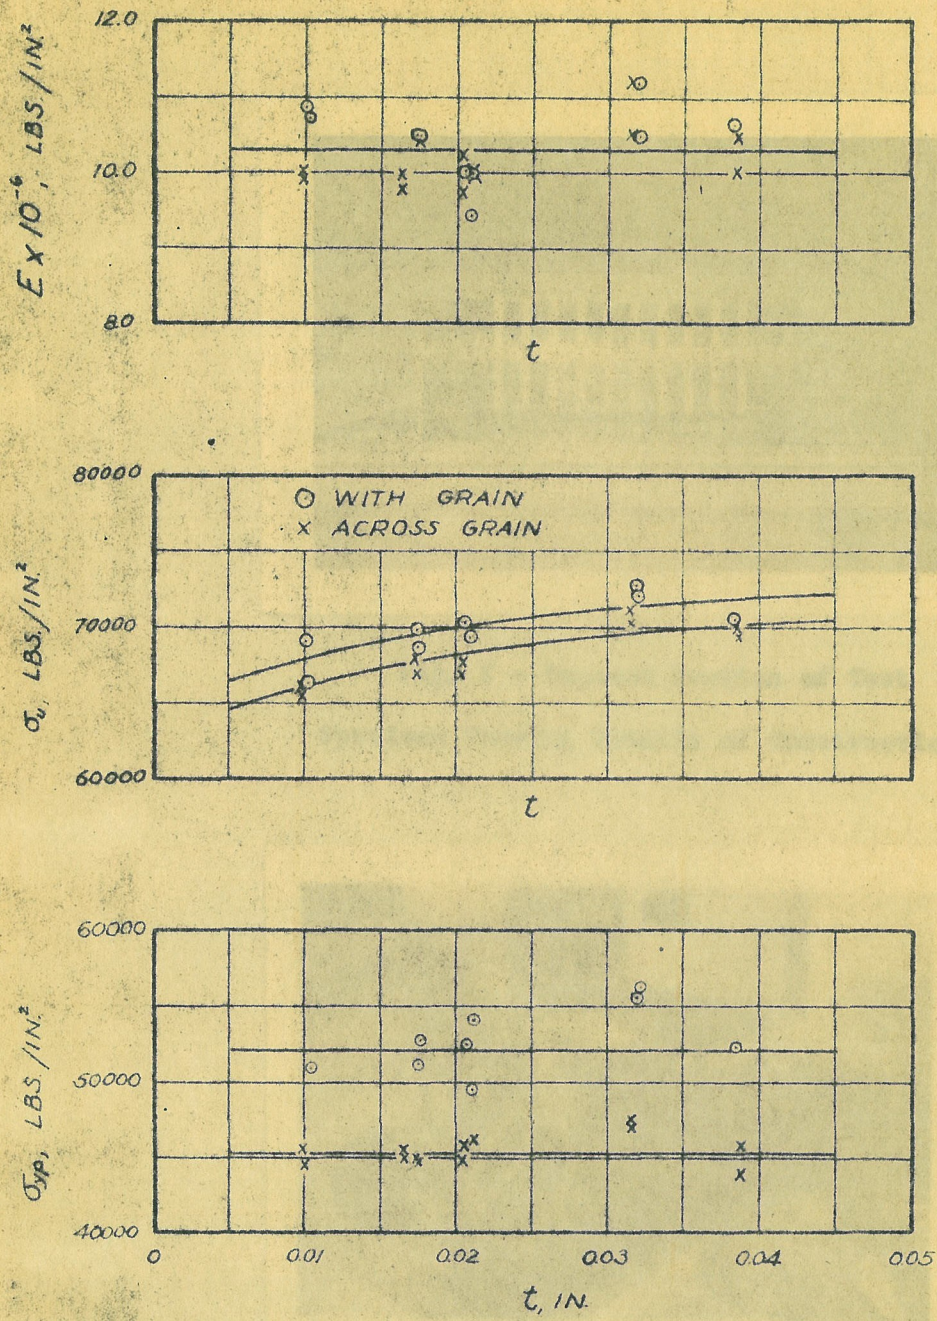 12.0
10.0
8.0
E x 10⁻⁶, LBS./IN.²
t
80000
70000
60000
σᵤ, LBS./IN.²
⊙ WITH GRAIN
x ACROSS GRAIN
t
60000
50000
40000
σyp, LBS./IN.²
0 0.01 0.02 0.03 0.04 0.05
t, IN.